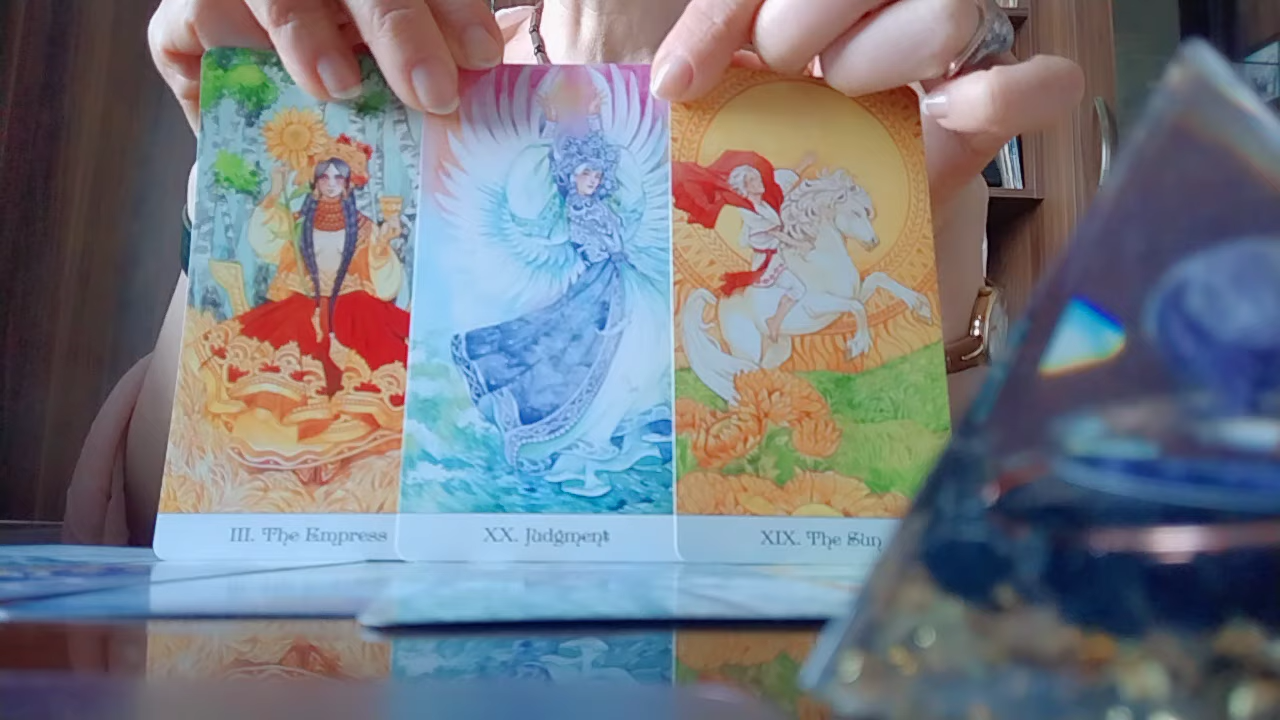 III. The Empress
XX. Judgment
XIX. The Sun